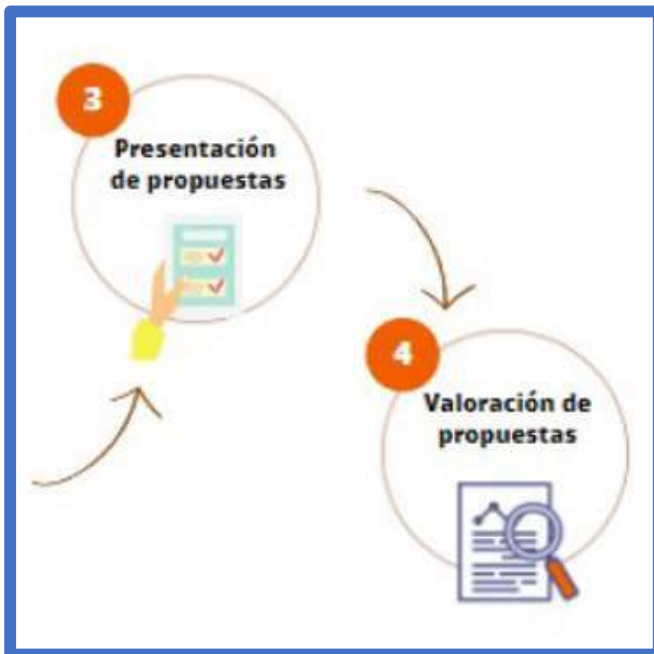 3
Presentación
de propuestas
4
Valoración de
propuestas